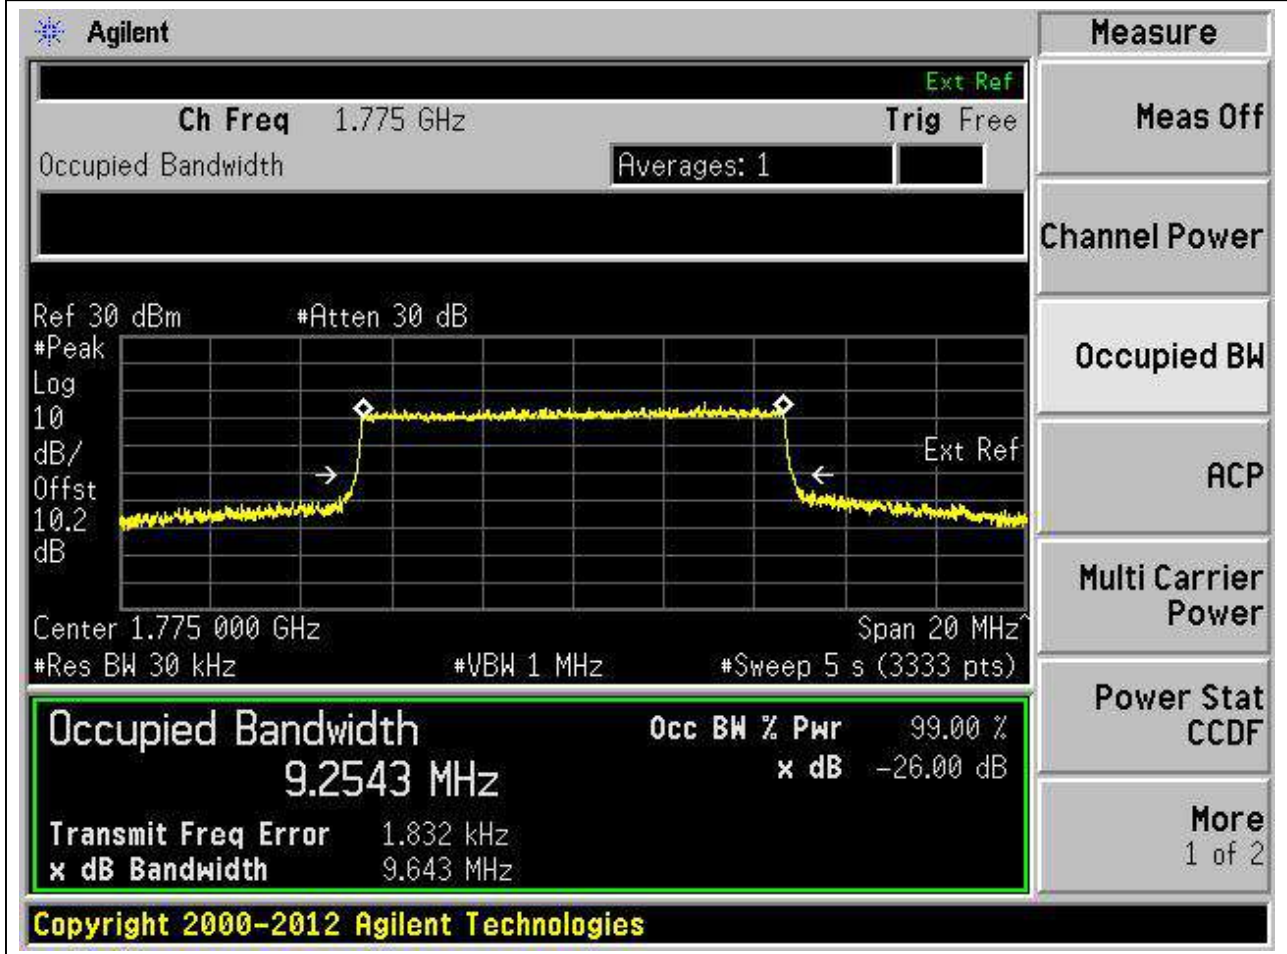 Agilent
Measure
Ext Ref
Ch Freq 1.775 GHz Trig Free
Meas Off
Occupied Bandwidth Averages: 1
Channel Power
Ref 30 dBm #Atten 30 dB
#Peak
Log
10
dB/
Offst
10.2
dB
Ext Ref
Occupied BW
ACP
Center 1.775 000 GHz Span 20 MHz^
#Res BW 30 kHz #VBW 1 MHz #Sweep 5 s (3333 pts)
Multi Carrier
Power
Occupied Bandwidth Occ BW % Pwr 99.00 %
9.2543 MHz x dB -26.00 dB
Transmit Freq Error 1.832 kHz
x dB Bandwidth 9.643 MHz
Power Stat
CCDF
More
1 of 2
Copyright 2000-2012 Agilent Technologies